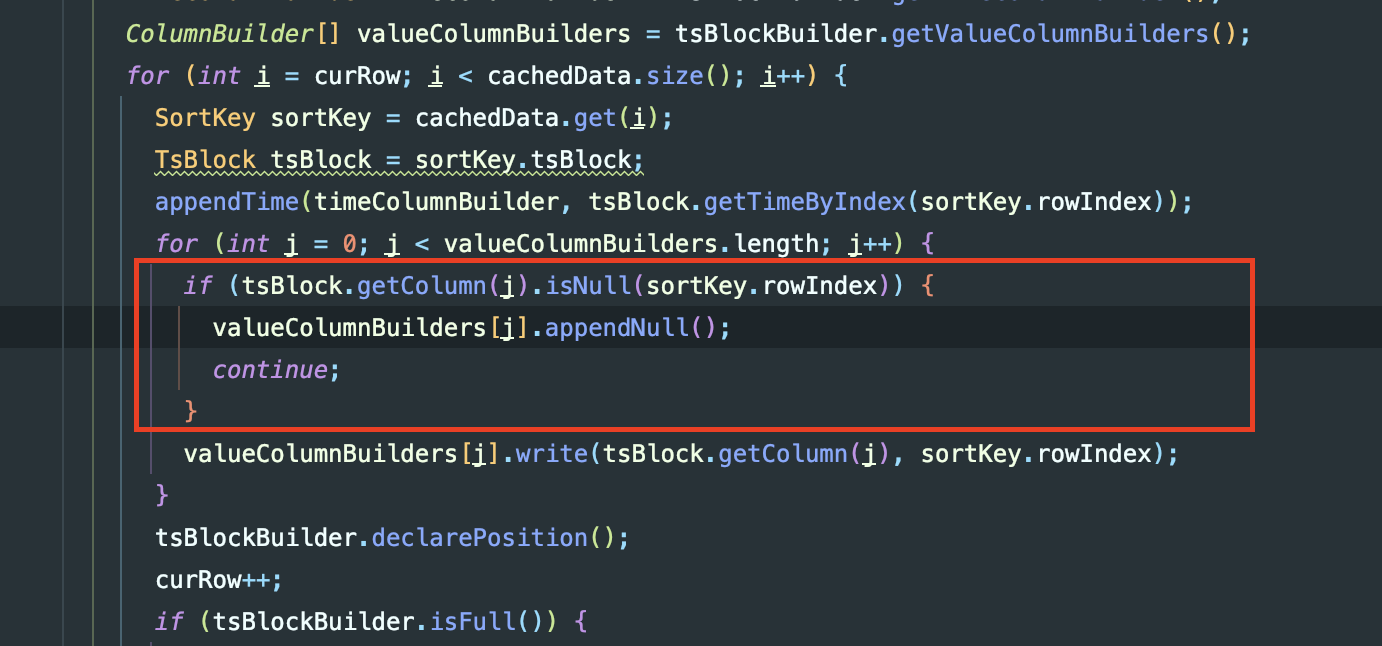 ColumnBuilder[] valueColumnBuilders = tsBlockBuilder.getValueColumnBuilders();
for (int i = curRow; i < cachedData.size(); i++) {
SortKey sortKey = cachedData.get(i);
TsBlock tsBlock = sortKey.tsBlock;
appendTime(timeColumnBuilder, tsBlock.getTimeByIndex(sortKey.rowIndex));
for (int j = 0; j < valueColumnBuilders.length; j++) {
if (tsBlock.getColumn(j).isNull(sortKey.rowIndex)) {
valueColumnBuilders[j].appendNull();
continue;
}
valueColumnBuilders[j].write(tsBlock.getColumn(j), sortKey.rowIndex);
}
tsBlockBuilder.declarePosition();
curRow++;
if (tsBlockBuilder.isFull()) {